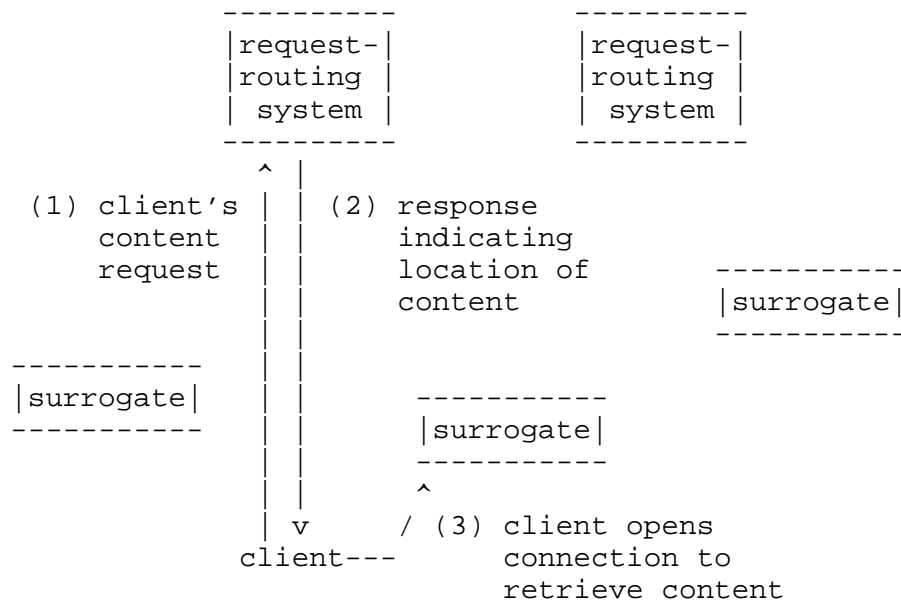 request-
routing
system
request-
routing
system
(1) client's
content
request
(2) response
indicating
location of
content
surrogate
surrogate
surrogate
(3) client opens
connection to
retrieve content
client---